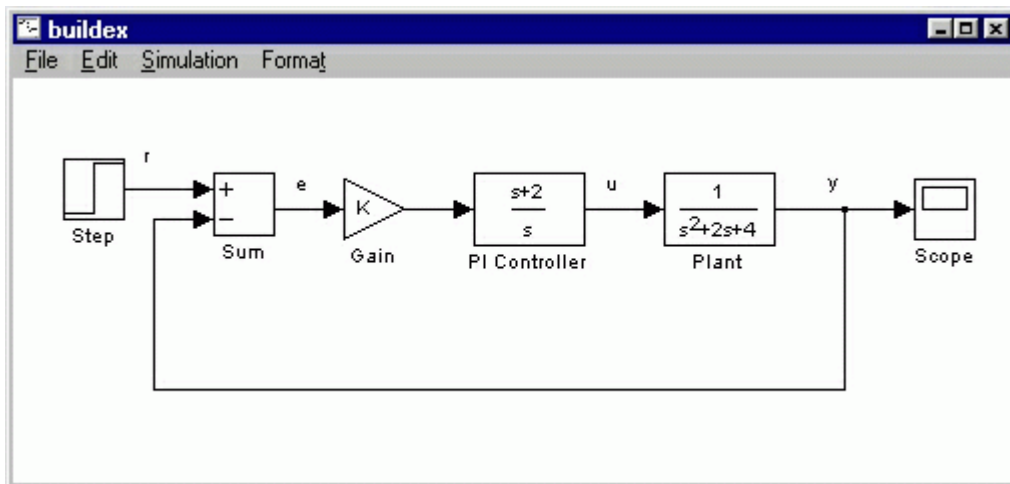 buildex
File Edit Simulation Format
r
Step
+
−
Sum
e
K
Gain
s+2
s
PI Controller
u
1
s²+2s+4
Plant
y
Scope